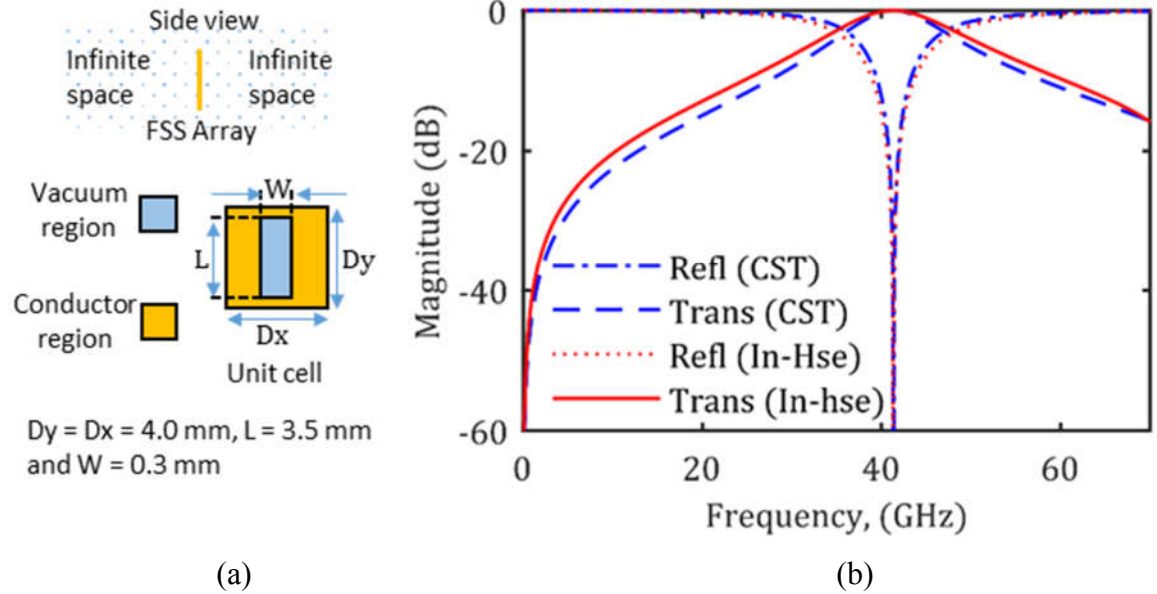 Side view
Infinite
space
Infinite
space
FSS Array
Vacuum
region
Conductor
region
W
L
Dy
Dx
Unit cell
Dy = Dx = 4.0 mm, L = 3.5 mm
and W = 0.3 mm
(a)
Magnitude (dB)
0
-20
-40
-60
Refl (CST)
Trans (CST)
Refl (In-Hse)
Trans (In-hse)
0
20
40
60
Frequency, (GHz)
(b)